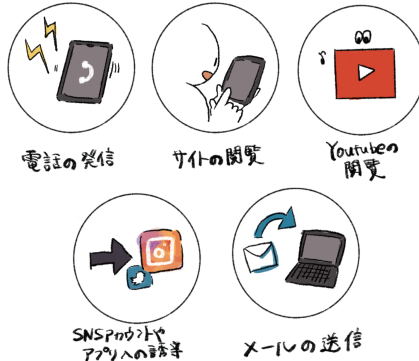 電話の発信
サイトの閲覧
Youtubeの
閲覧
SNSアカウントや
アプリへの誘導
メールの送信